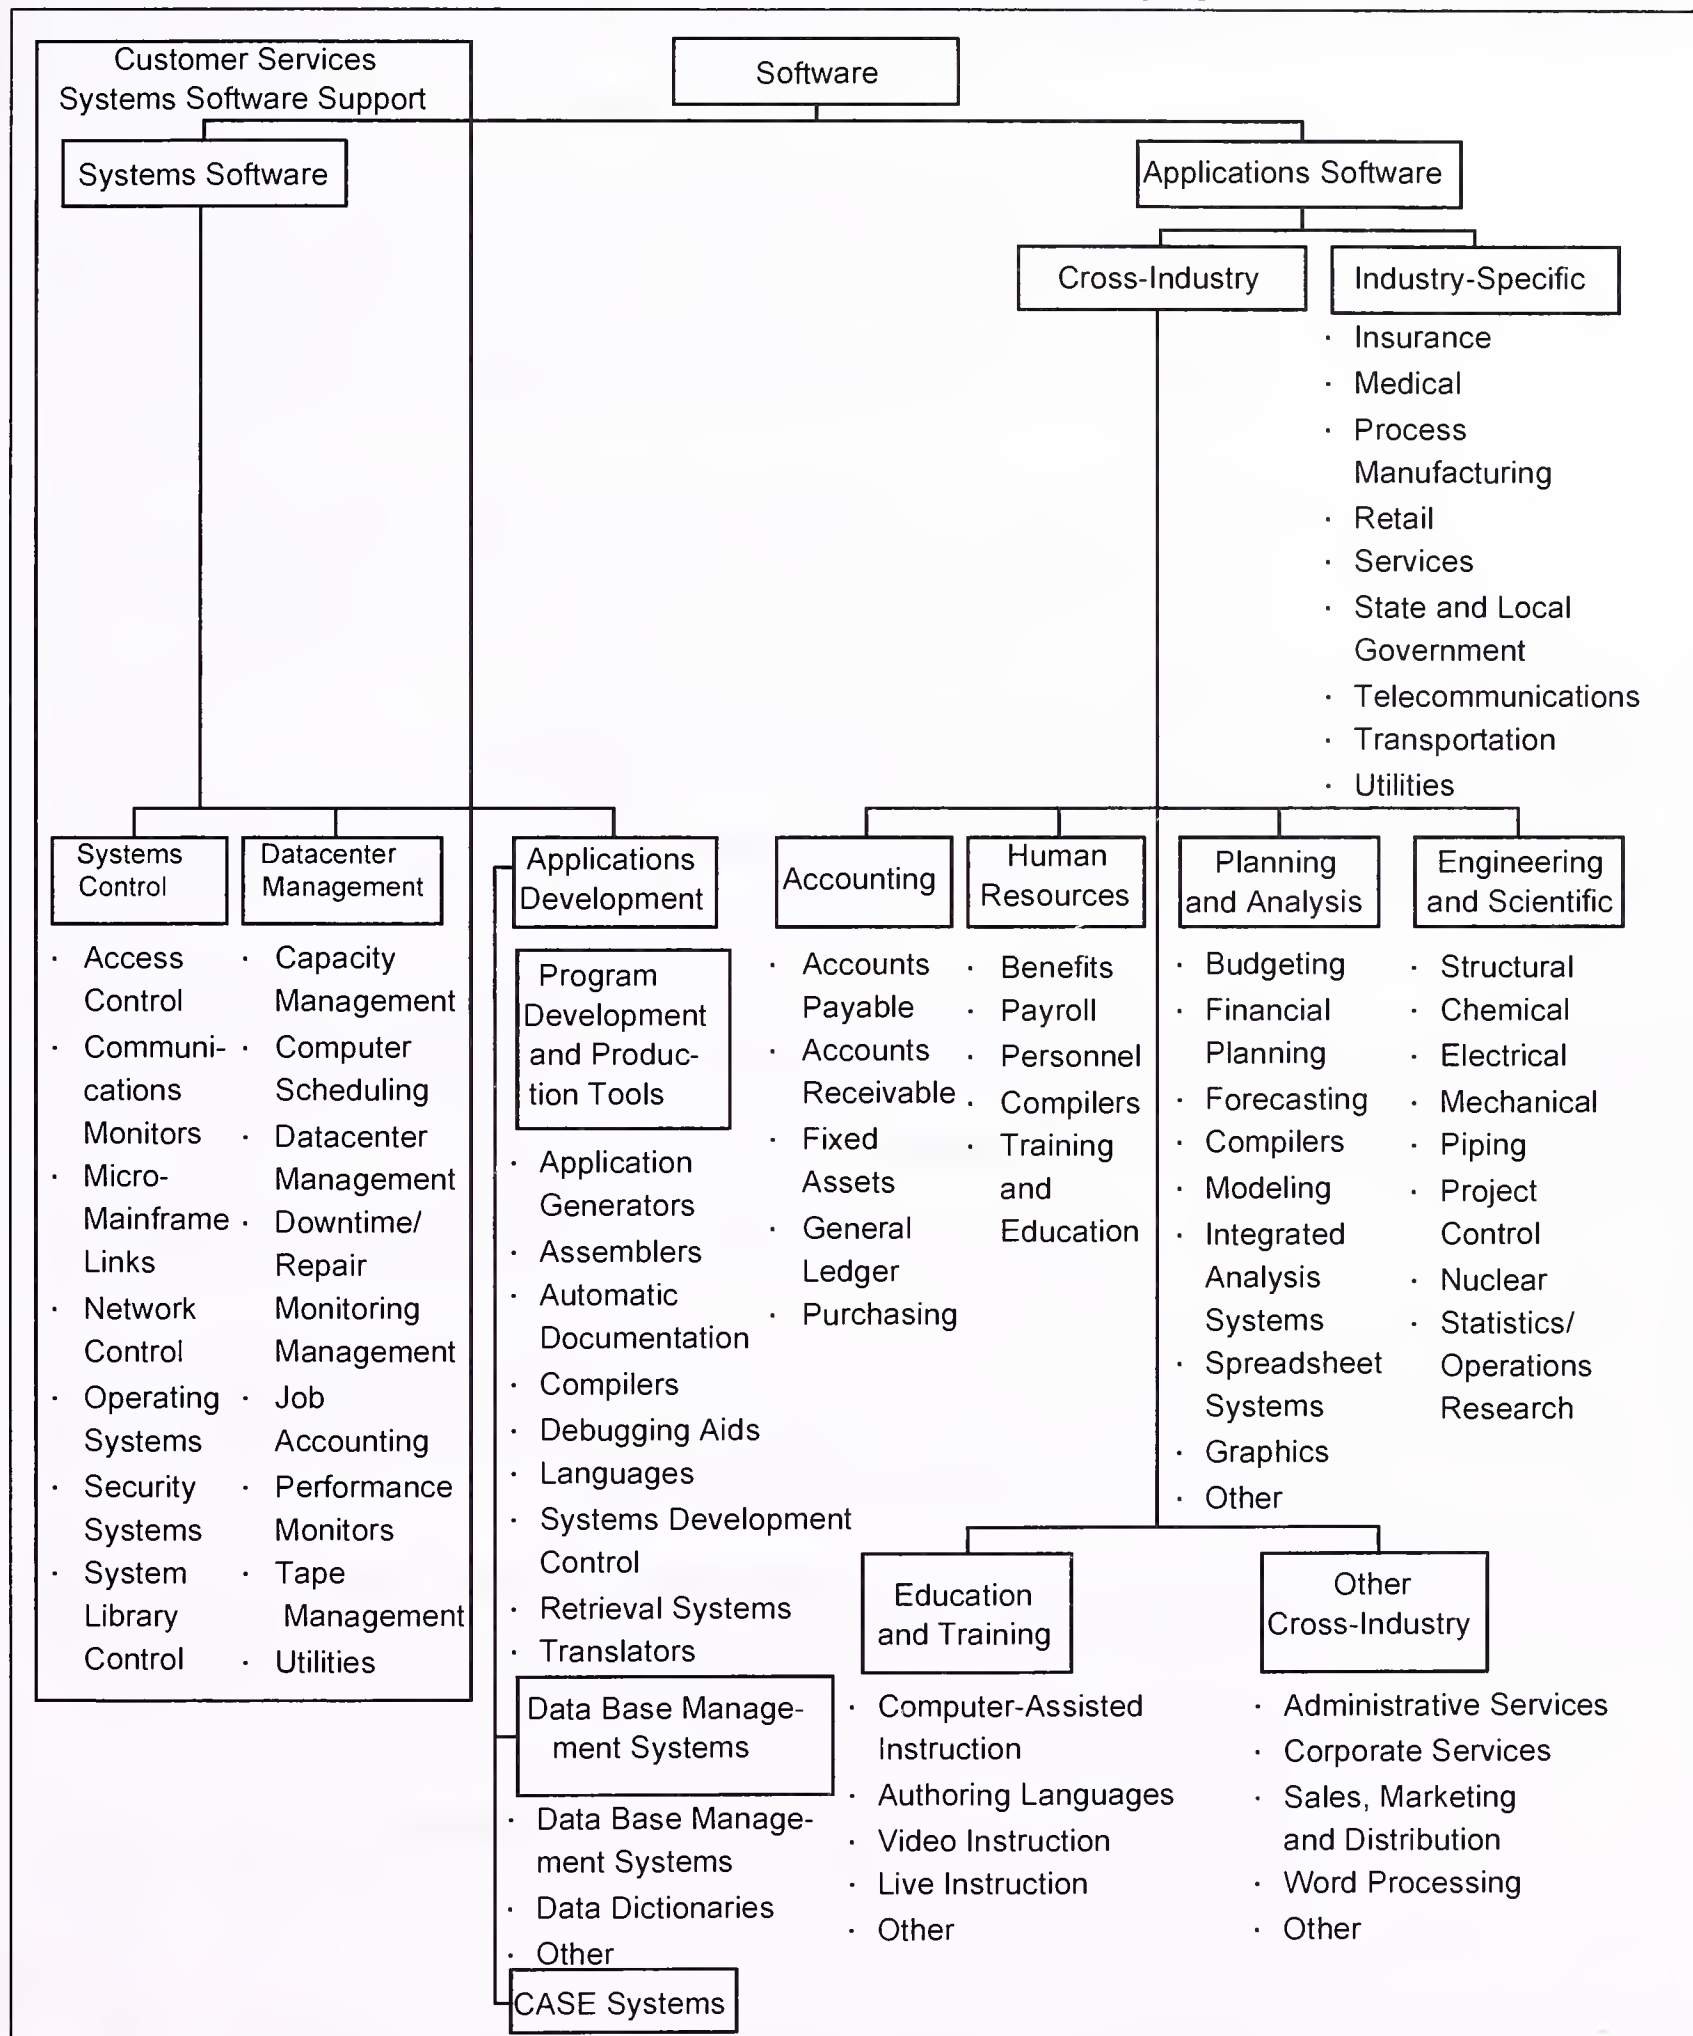 Customer Services
Systems Software Support
Software
Systems Software
Applications Software
Cross-Industry
Industry-Specific
· Insurance
· Medical
· Process
Manufacturing
· Retail
· Services
· State and Local
Government
· Telecommunications
· Transportation
· Utilities
Systems
Control
· Access
Control
· Communi-
cations
Monitors
· Micro-
Mainframe
Links
· Network
Control
· Operating
Systems
· Security
Systems
· System
Library
Control
Datacenter
Management
· Capacity
Management
· Computer
Scheduling
· Datacenter
Management
· Downtime/
Repair
Monitoring
Management
· Job
Accounting
· Performance
Monitors
· Tape
Management
· Utilities
Applications
Development
Program
Development
and Produc-
tion Tools
· Application
Generators
· Assemblers
· Automatic
Documentation
· Compilers
· Debugging Aids
· Languages
· Systems Development
Control
· Retrieval Systems
· Translators
Data Base Manage-
ment Systems
· Data Base Manage-
ment Systems
· Data Dictionaries
· Other
CASE Systems
Accounting
· Accounts
Payable
· Accounts
Receivable
· Fixed
Assets
· General
Ledger
· Purchasing
Human
Resources
· Benefits
· Payroll
· Personnel
· Compilers
· Training
and
Education
Planning
and Analysis
· Budgeting
· Financial
Planning
· Forecasting
· Compilers
· Modeling
· Integrated
Analysis
Systems
· Spreadsheet
Systems
· Graphics
· Other
Engineering
and Scientific
· Structural
· Chemical
· Electrical
· Mechanical
· Piping
· Project
Control
· Nuclear
· Statistics/
Operations
Research
Education
and Training
· Computer-Assisted
Instruction
· Authoring Languages
· Video Instruction
· Live Instruction
· Other
Other
Cross-Industry
· Administrative Services
· Corporate Services
· Sales, Marketing
and Distribution
· Word Processing
· Other